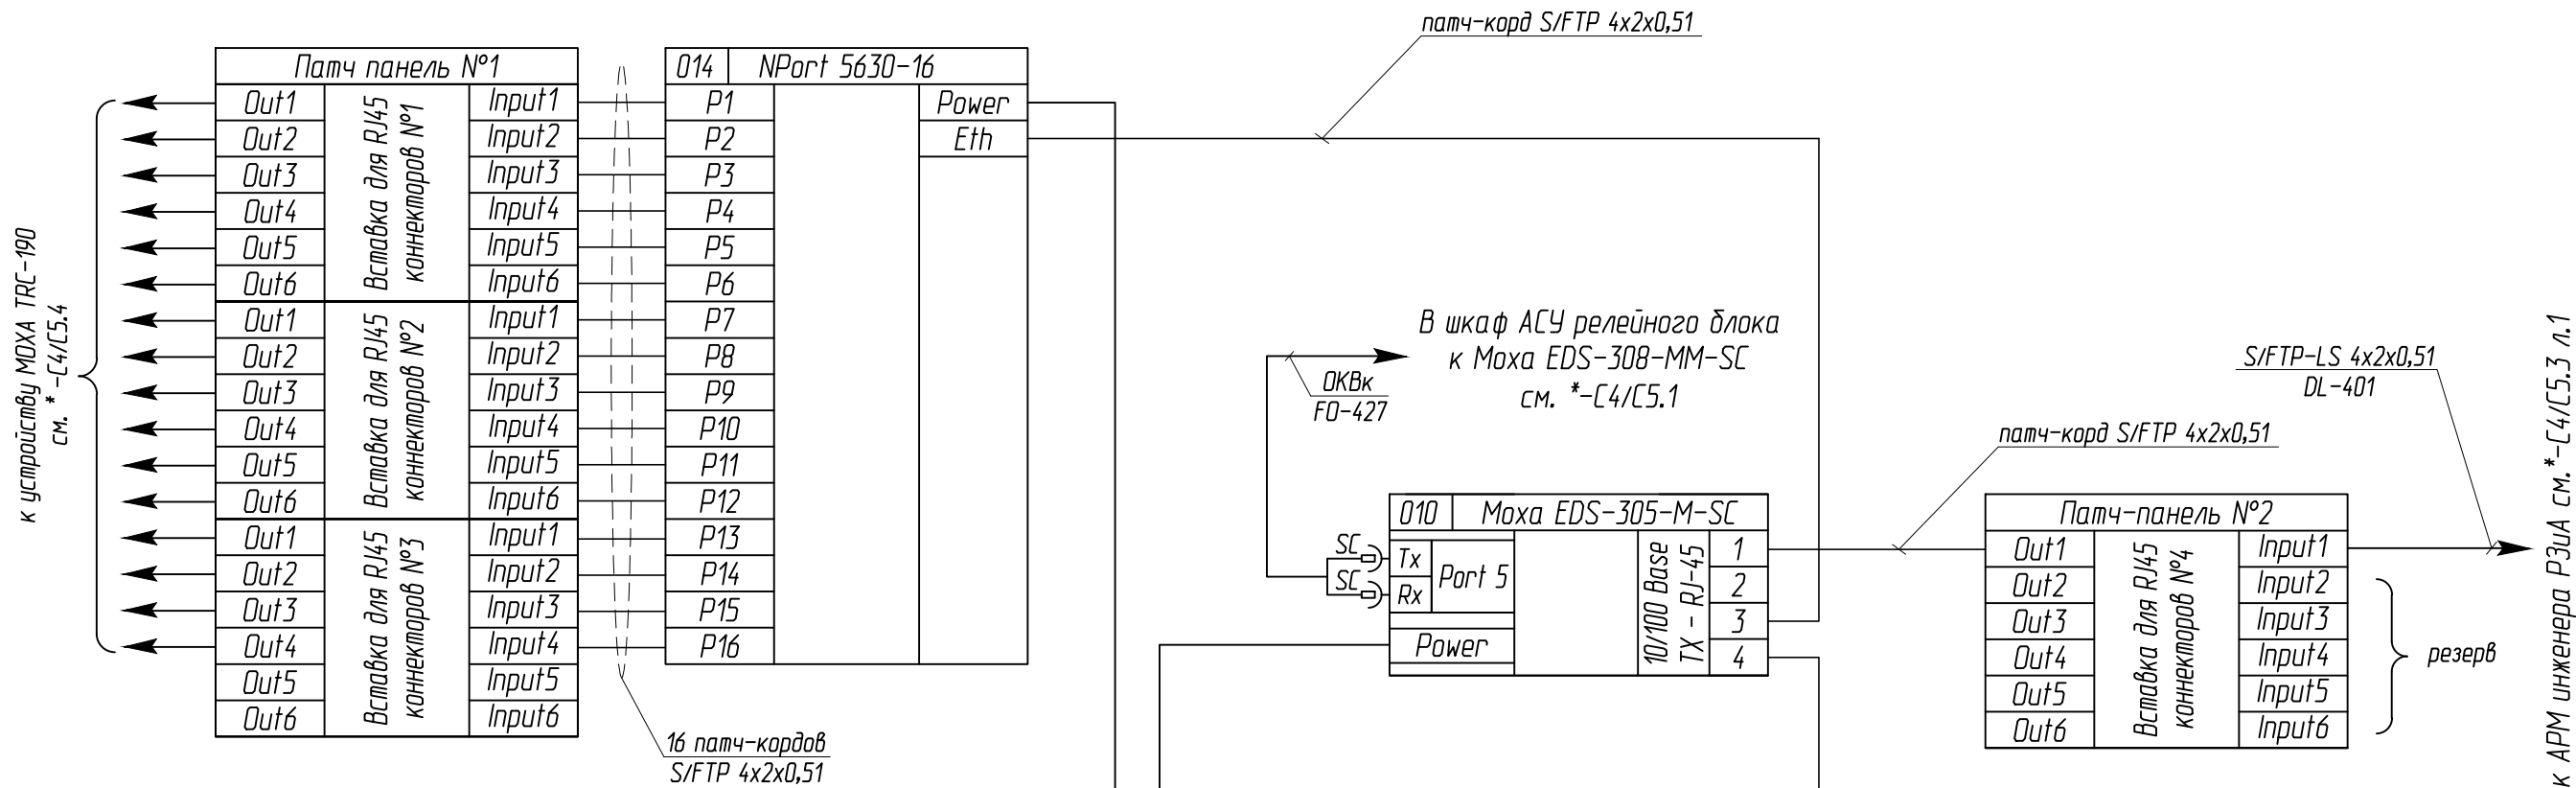 патч-корд S/FTP 4x2x0,51
Патч панель №1
Out1
Out2
Out3
Out4
Out5
Out6
Вставка для RJ45
коннекторов №1
Input1
Input2
Input3
Input4
Input5
Input6
Out1
Out2
Out3
Out4
Out5
Out6
Вставка для RJ45
коннекторов №2
Input1
Input2
Input3
Input4
Input5
Input6
Out1
Out2
Out3
Out4
Out5
Out6
Вставка для RJ45
коннекторов №3
Input1
Input2
Input3
Input4
Input5
Input6
к устройству MOXA TRC-190
см. *-С4/С5.4
16 патч-кордов
S/FTP 4x2x0,51
014 NPort 5630-16
P1
P2
P3
P4
P5
P6
P7
P8
P9
P10
P11
P12
P13
P14
P15
P16
Power
Eth
В шкаф АСУ релейного блока
к Моха EDS-308-MM-SC
см. *-С4/С5.1
ОКВк
FO-427
010 Моха EDS-305-M-SC
SC
SC
Tx
Rx
Port 5
Power
10/100 Base
TX - RJ-45
1
2
3
4
патч-корд S/FTP 4x2x0,51
S/FTP-LS 4x2x0,51
DL-401
Патч-панель №2
Out1
Out2
Out3
Out4
Out5
Out6
Вставка для RJ45
коннекторов №4
Input1
Input2
Input3
Input4
Input5
Input6
резерв
к АРМ инженера РЗиА см.*-С4/С5.3 л.1